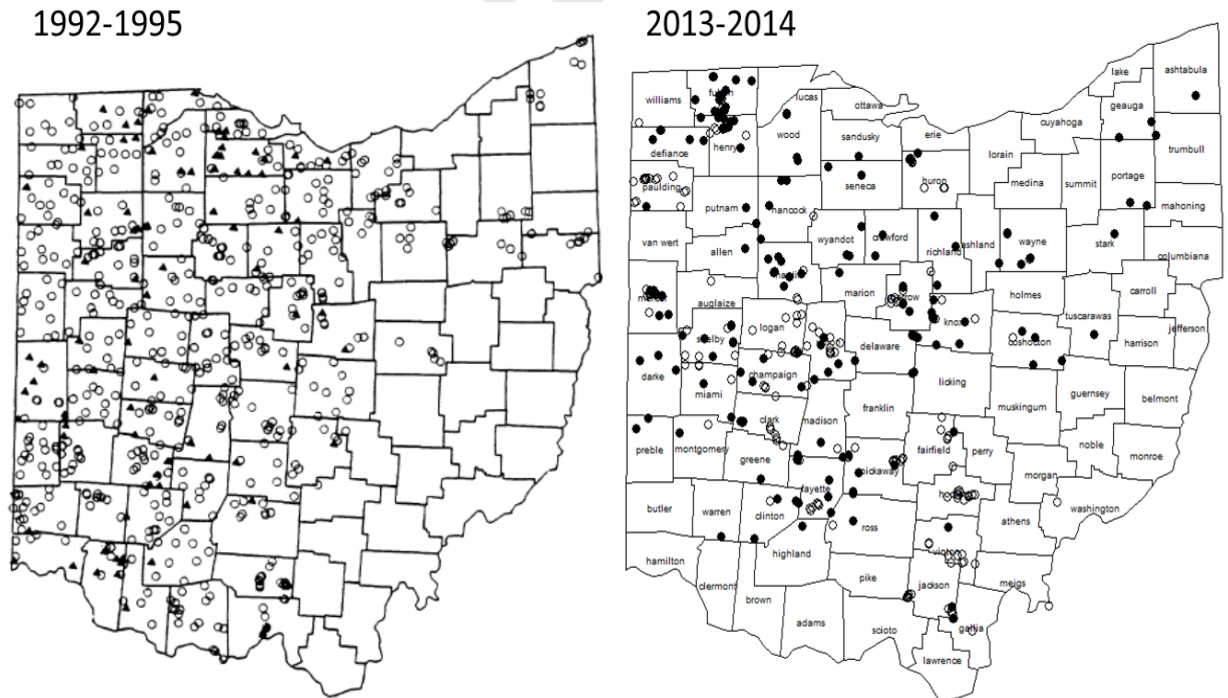 1992-1995
2013-2014
lake
ashtabula
geauga
williams
lucas
ottawa
cuyahoga
trumbull
wood
sandusky
erie
lorain
defiance
henry
huron
medina
summit
portage
paulding
seneca
mahoning
putnam
hancock
van wert
allen
wyandot
crawford
richland
ashland
wayne
stark
columbiana
mercer
auglaize
marion
holmes
carroll
logan
knox
tuscarawas
jefferson
shelby
delaware
coshocton
harrison
darke
champaign
licking
miami
guernsey
belmont
franklin
muskingum
clark
madison
preble
montgomery
fairfield
perry
noble
monroe
greene
pickaway
morgan
fayette
butler
warren
clinton
ross
athens
washington
highland
vinton
hamilton
clermont
pike
jackson
meigs
brown
adams
scioto
gallia
lawrence